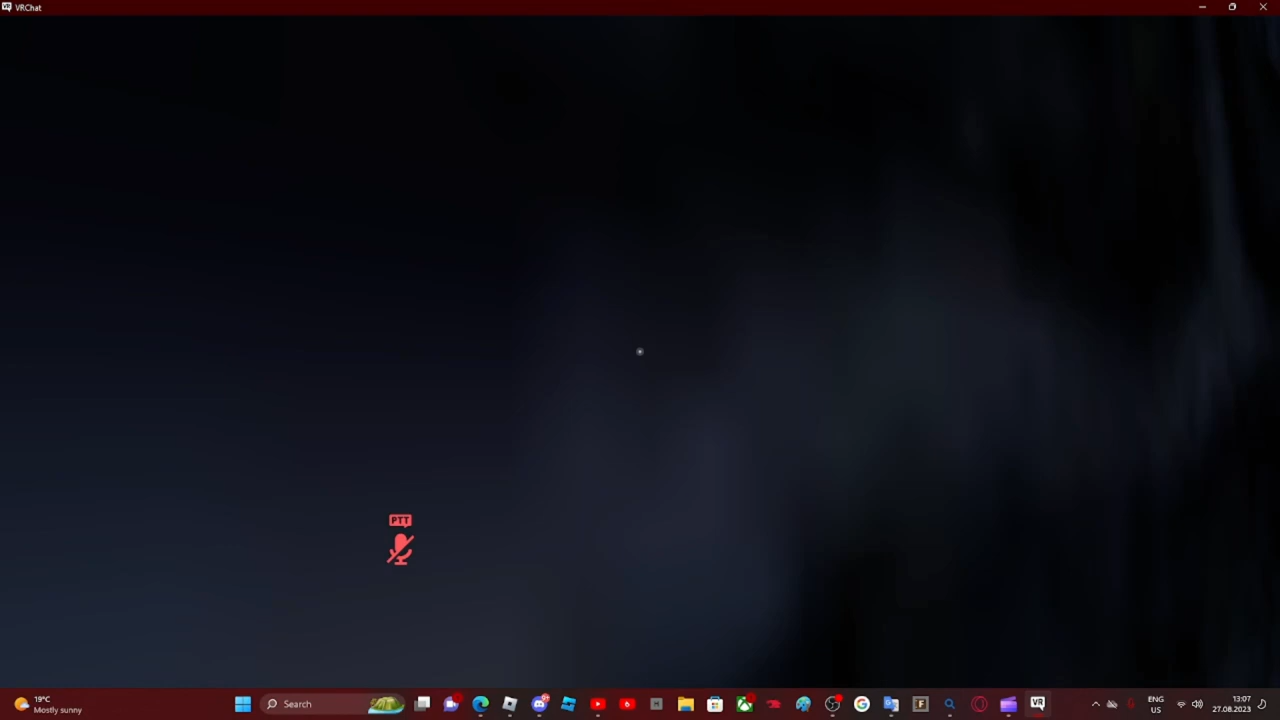 VRChat
PTT
19°C
Mostly sunny
Search
ENG
US
13:07
27.08.2023